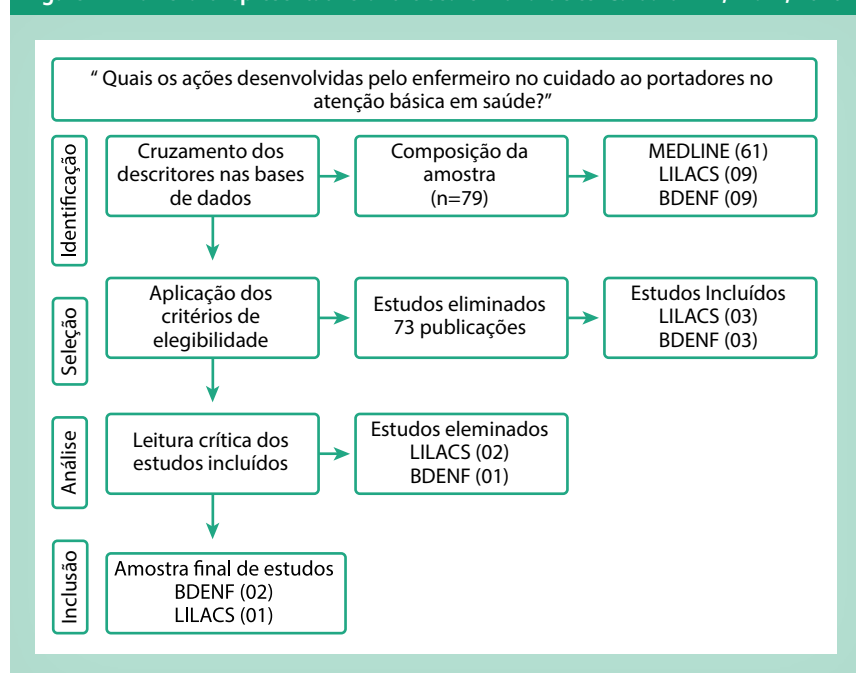 “ Quais os ações desenvolvidas pelo enfermeiro no cuidado ao portadores no
atenção básica em saúde?”
Identificação
Cruzamento dos
descritores nas bases
de dados
Composição da
amostra
(n=79)
MEDLINE (61)
LILACS (09)
BDENF (09)
Seleção
Aplicação dos
critérios de
elegibilidade
Estudos eliminados
73 publicações
Estudos Incluídos
LILACS (03)
BDENF (03)
Análise
Leitura crítica dos
estudos incluídos
Estudos eleminados
LILACS (02)
BDENF (01)
Inclusão
Amostra final de estudos
BDENF (02)
LILACS (01)